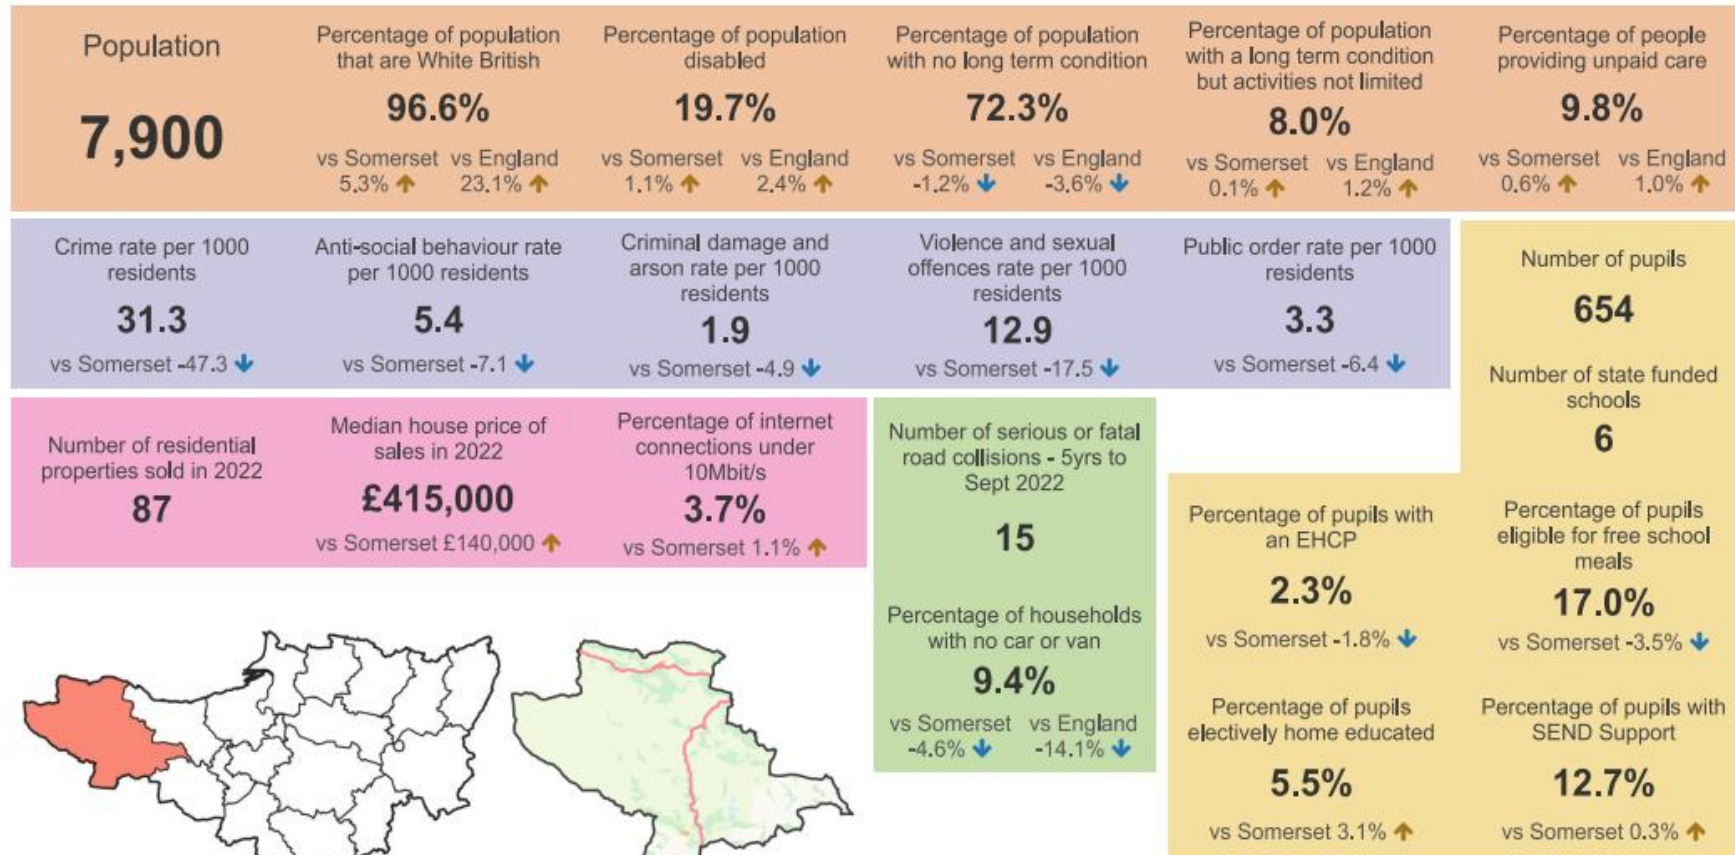 Population
7,900
Percentage of population
that are White British
96.6%
vs Somerset vs England
5.3% ↑ 23.1% ↑
Percentage of population
disabled
19.7%
vs Somerset vs England
1.1% ↑ 2.4% ↑
Percentage of population
with no long term condition
72.3%
vs Somerset vs England
-1.2% ↓ -3.6% ↓
Percentage of population
with a long term condition
but activities not limited
8.0%
vs Somerset vs England
0.1% ↑ 1.2% ↑
Percentage of people
providing unpaid care
9.8%
vs Somerset vs England
0.6% ↑ 1.0% ↑
Crime rate per 1000
residents
31.3
vs Somerset -47.3 ↓
Anti-social behaviour rate
per 1000 residents
5.4
vs Somerset -7.1 ↓
Criminal damage and
arson rate per 1000
residents
1.9
vs Somerset -4.9 ↓
Violence and sexual
offences rate per 1000
residents
12.9
vs Somerset -17.5 ↓
Public order rate per 1000
residents
3.3
vs Somerset -6.4 ↓
Number of pupils
654
Number of state funded
schools
6
Number of residential
properties sold in 2022
87
Median house price of
sales in 2022
£415,000
vs Somerset £140,000 ↑
Percentage of internet
connections under
10Mbit/s
3.7%
vs Somerset 1.1% ↑
Number of serious or fatal
road collisions - 5yrs to
Sept 2022
15
Percentage of households
with no car or van
9.4%
vs Somerset vs England
-4.6% ↓ -14.1% ↓
Percentage of pupils with
an EHCP
2.3%
vs Somerset -1.8% ↓
Percentage of pupils
eligible for free school
meals
17.0%
vs Somerset -3.5% ↓
Percentage of pupils
electively home educated
5.5%
vs Somerset 3.1% ↑
Percentage of pupils with
SEND Support
12.7%
vs Somerset 0.3% ↑